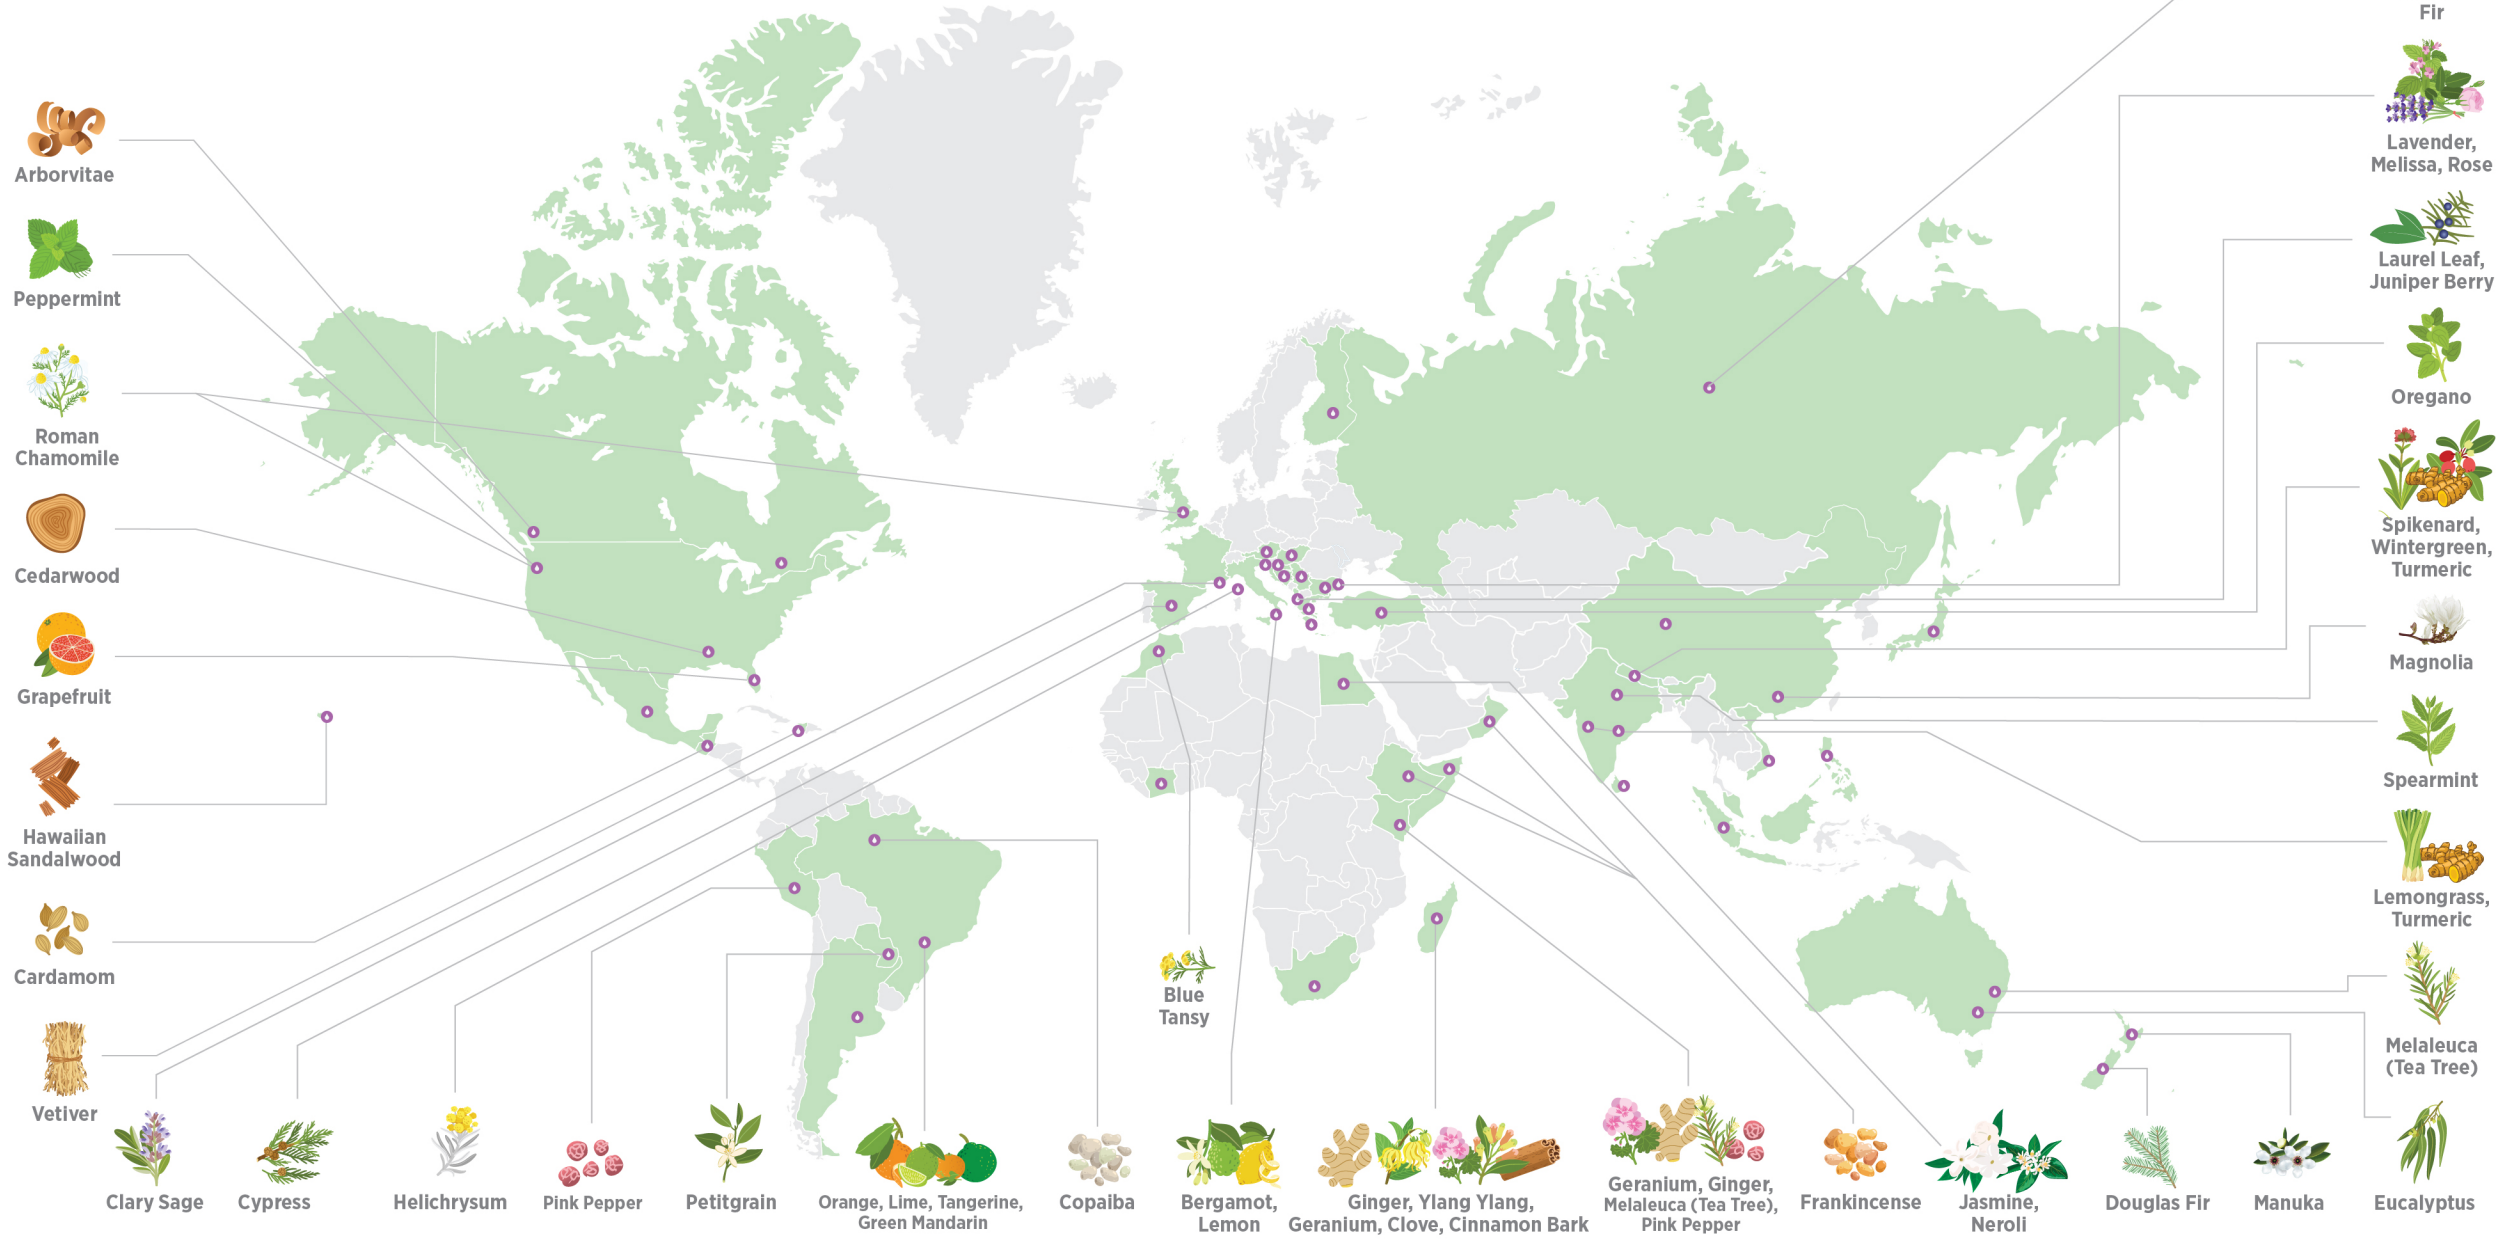 Fir
Arborvitae
Peppermint
Roman
Chamomile
Cedarwood
Grapefruit
Hawaiian
Sandalwood
Cardamom
Vetiver
Lavender,
Melissa, Rose
Laurel Leaf,
Juniper Berry
Oregano
Spikenard,
Wintergreen,
Turmeric
Magnolia
Spearmint
Lemongrass,
Turmeric
Melaleuca
(Tea Tree)
Blue
Tansy
Clary Sage
Cypress
Helichrysum
Pink Pepper
Petitgrain
Orange, Lime, Tangerine,
Green Mandarin
Copaiba
Bergamot,
Lemon
Ginger, Ylang Ylang,
Geranium, Clove, Cinnamon Bark
Geranium, Ginger,
Melaleuca (Tea Tree),
Pink Pepper
Frankincense
Jasmine,
Neroli
Douglas Fir
Manuka
Eucalyptus